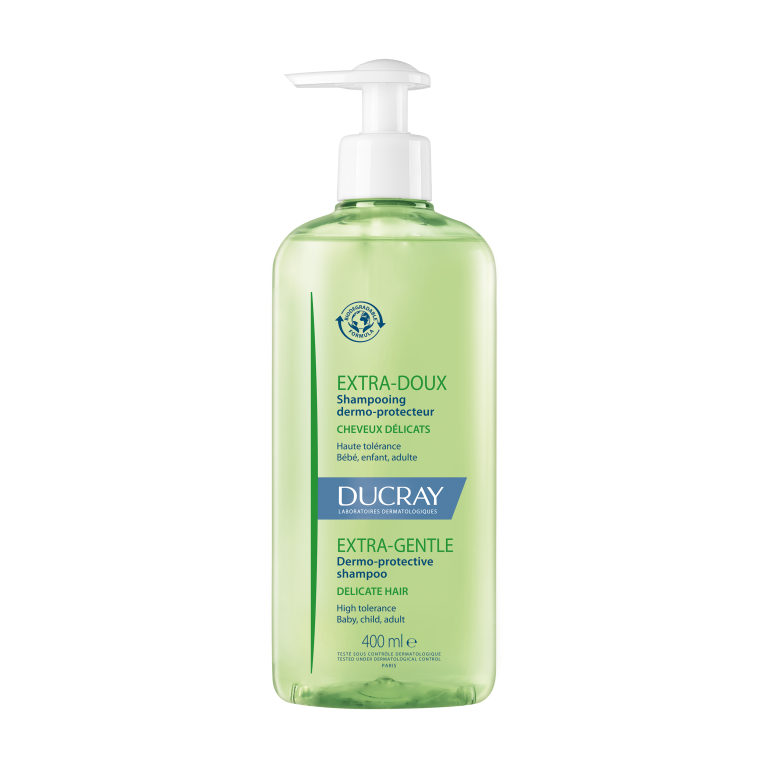 BIODEGRADABLE
FORMULA
EXTRA-DOUX
Shampooing
dermo-protecteur
CHEVEUX DÉLICATS
Haute tolérance
Bébé, enfant, adulte
DUCRAY
LABORATOIRES DERMATOLOGIQUES
EXTRA-GENTLE
Dermo-protective
shampoo
DELICATE HAIR
High tolerance
Baby, child, adult
400 ml ℮
TESTÉ SOUS CONTRÔLE DERMATOLOGIQUE
TESTED UNDER DERMATOLOGICAL CONTROL
PARIS